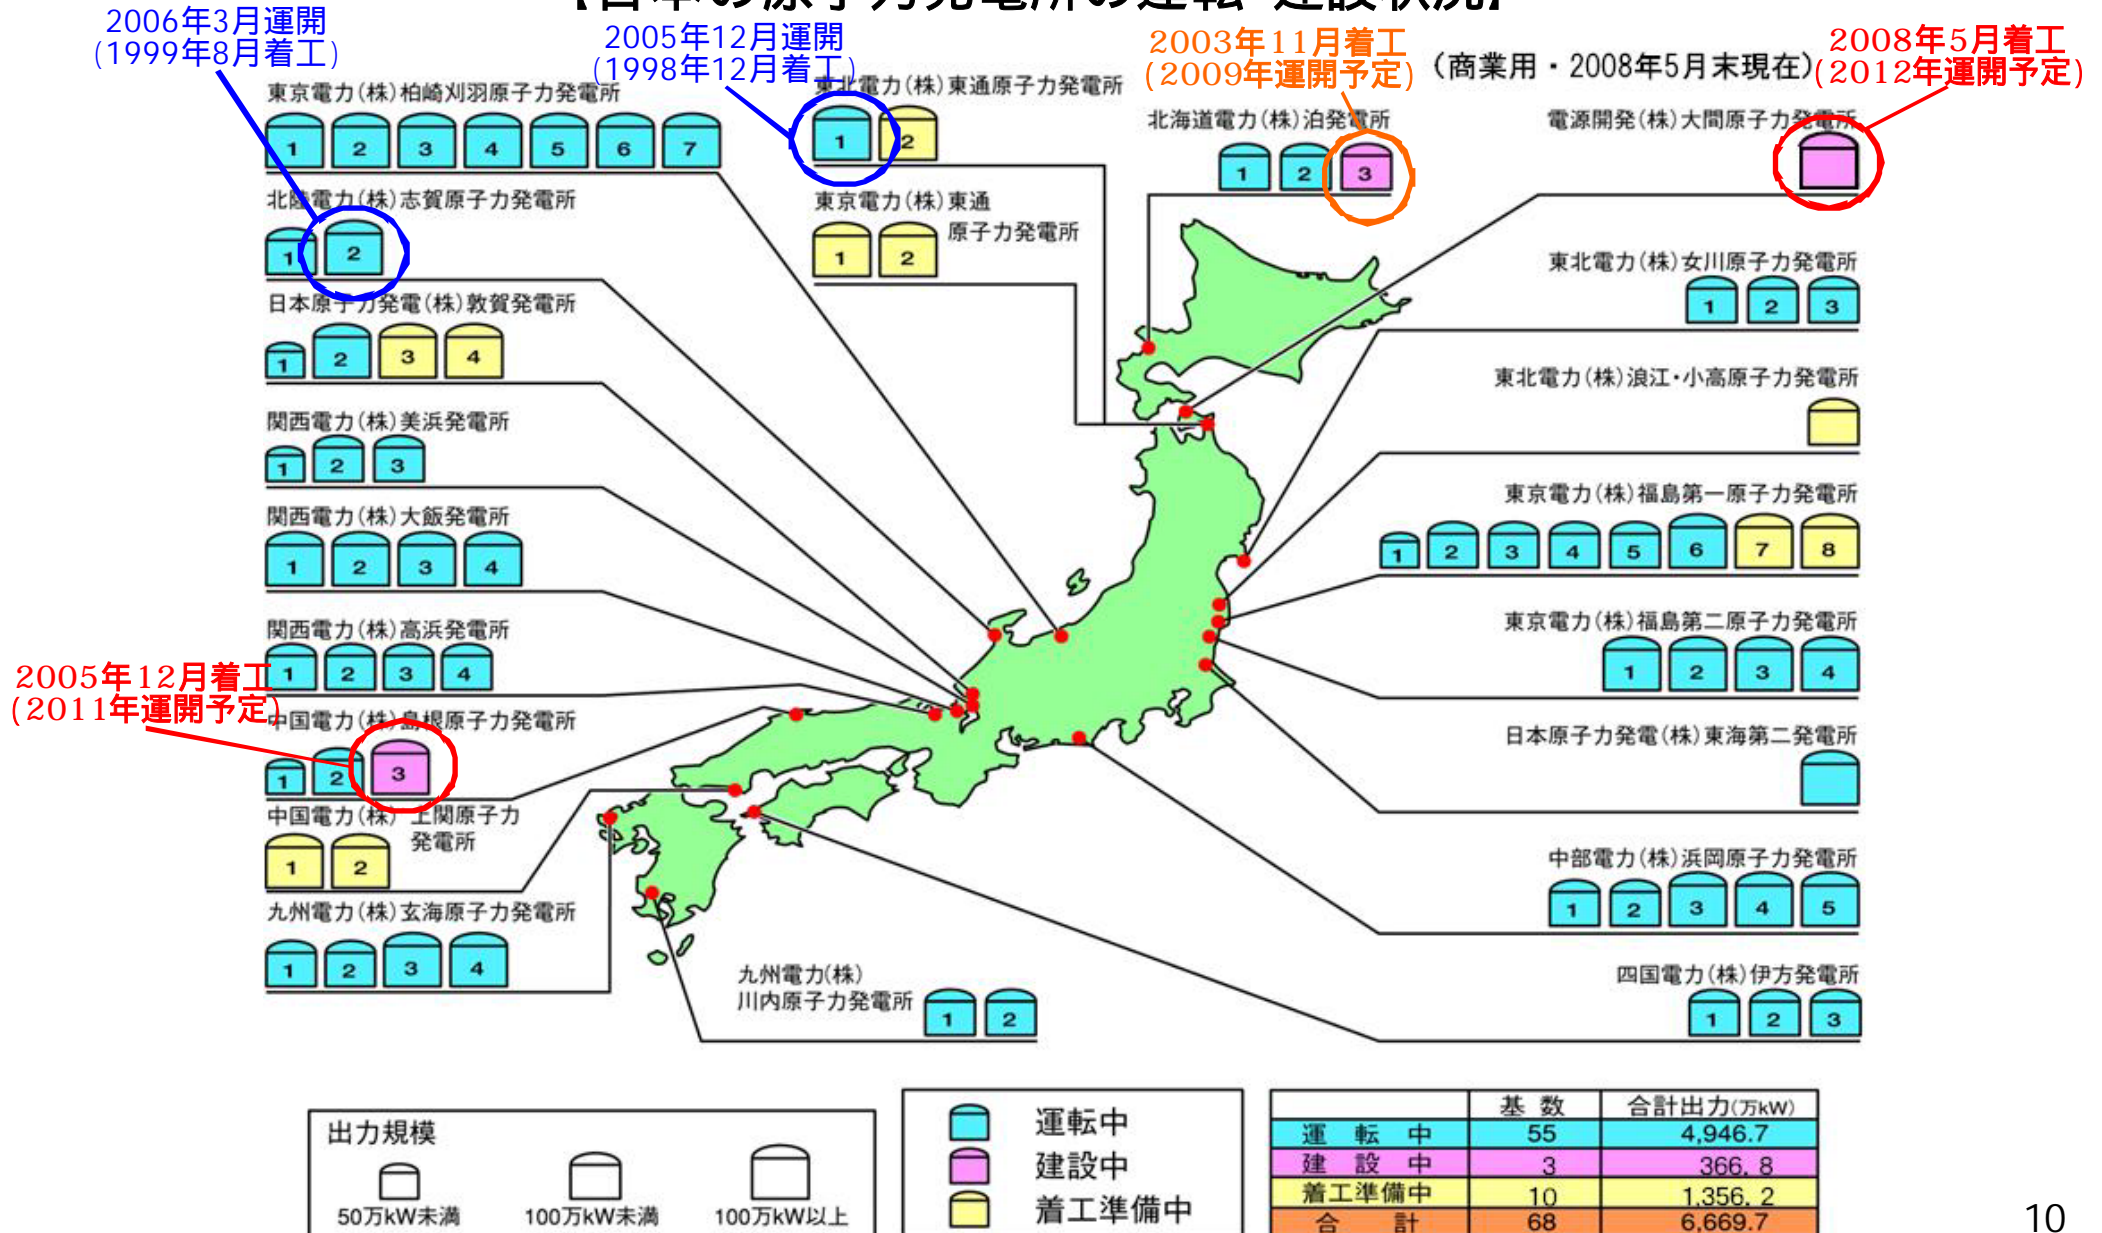 【日本の原子力発電所の運転・建設状況】
2006年3月運開
(1999年8月着工)
2005年12月運開
(1998年12月着工)
2003年11月着工
(2009年運開予定)
(商業用・2008年5月末現在)
2008年5月着工
(2012年運開予定)
東京電力(株)柏崎刈羽原子力発電所
1 2 3 4 5 6 7
東北電力(株)東通原子力発電所
1 2
北海道電力(株)泊発電所
1 2 3
電源開発(株)大間原子力発電所
北陸電力(株)志賀原子力発電所
1 2
東京電力(株)東通
原子力発電所
1 2
東北電力(株)女川原子力発電所
1 2 3
日本原子力発電(株)敦賀発電所
1 2 3 4
東北電力(株)浪江・小高原子力発電所
関西電力(株)美浜発電所
1 2 3
東京電力(株)福島第一原子力発電所
1 2 3 4 5 6 7 8
関西電力(株)大飯発電所
1 2 3 4
東京電力(株)福島第二原子力発電所
1 2 3 4
関西電力(株)高浜発電所
1 2 3 4
2005年12月着工
(2011年運開予定)
中国電力(株)島根原子力発電所
1 2 3
日本原子力発電(株)東海第二発電所
中国電力(株)上関原子力
発電所
1 2
中部電力(株)浜岡原子力発電所
1 2 3 4 5
九州電力(株)玄海原子力発電所
1 2 3 4
九州電力(株)
川内原子力発電所
1 2
四国電力(株)伊方発電所
1 2 3
出力規模
50万kW未満 100万kW未満 100万kW以上
運転中
建設中
着工準備中
基数 合計出力(万kW)
運転中 55 4,946.7
建設中 3 366.8
着工準備中 10 1,356.2
合計 68 6,669.7
10